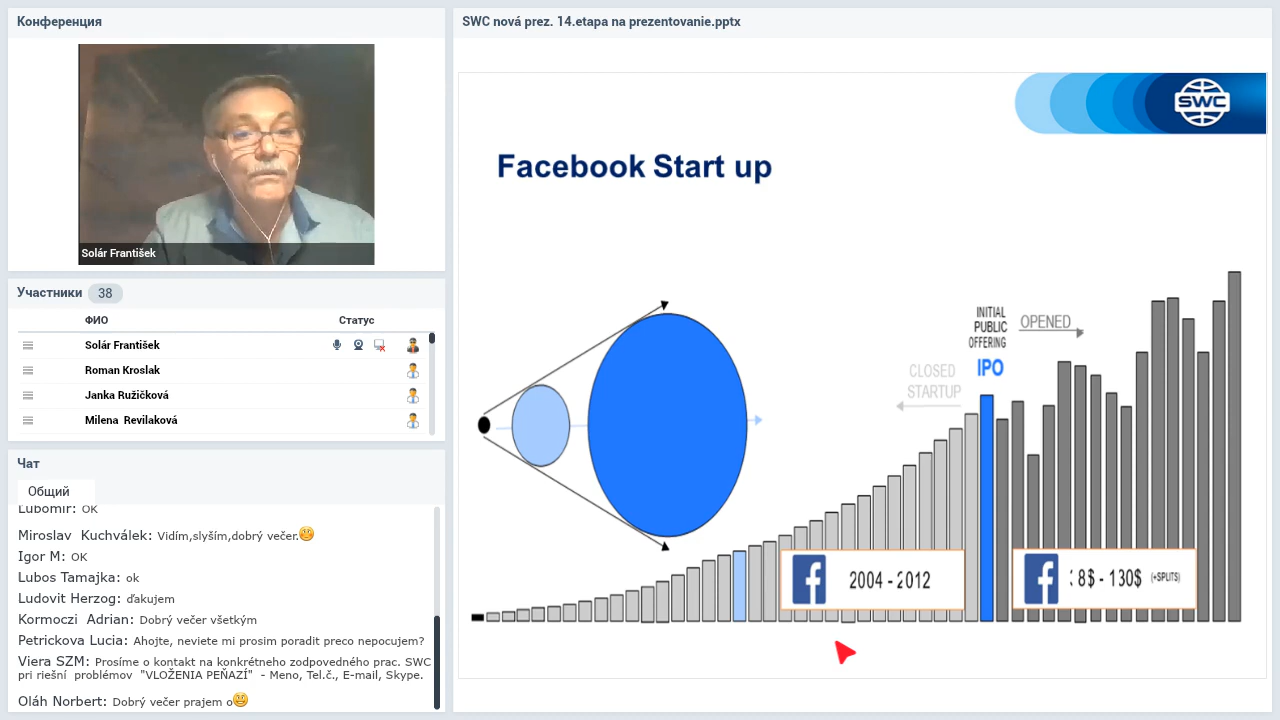 Конференция
Solár František
Участники 38
ФИО Статус
Solár František
Roman Kroslak
Janka Ružičková
Milena Revilaková
Чат
Общий
Lubomir: OK
Miroslav Kuchválek: Vidím,slyším,dobrý večer.
Igor M: OK
Lubos Tamajka: ok
Ludovit Herzog: ďakujem
Kormoczi Adrian: Dobrý večer všetkým
Petrickova Lucia: Ahojte, neviete mi prosim poradit preco nepocujem?
Viera SZM: Prosíme o kontakt na konkrétneho zodpovedného prac. SWC
pri riešní problémov "VLOŽENIA PEŇAZÍ" - Meno, Tel.č., E-mail, Skype.
Oláh Norbert: Dobrý večer prajem o
SWC nová prez. 14.etapa na prezentovanie.pptx
SWC
Facebook Start up
INITIAL
PUBLIC
OFFERING
IPO
OPENED
CLOSED
STARTUP
2004 - 2012
8$ - 130$ (+SPLITS)